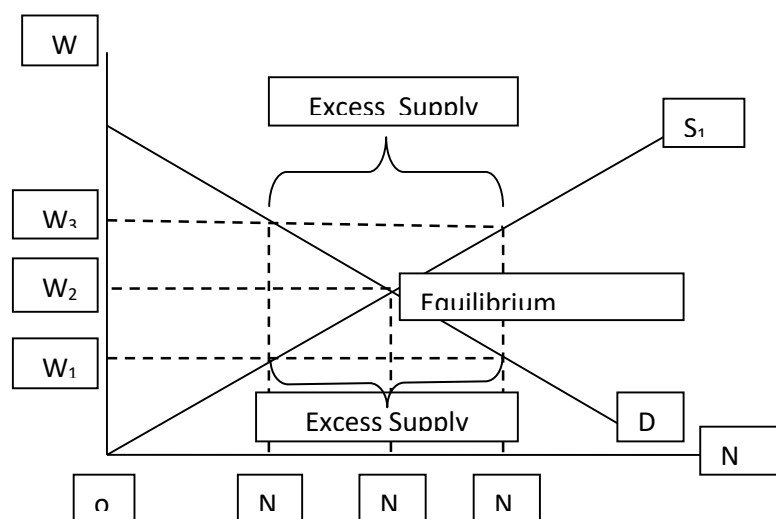 W
Excess Supply
S₁
W₃
W₂
Equilibrium
W₁
Excess Supply
D
N
o
N
N
N